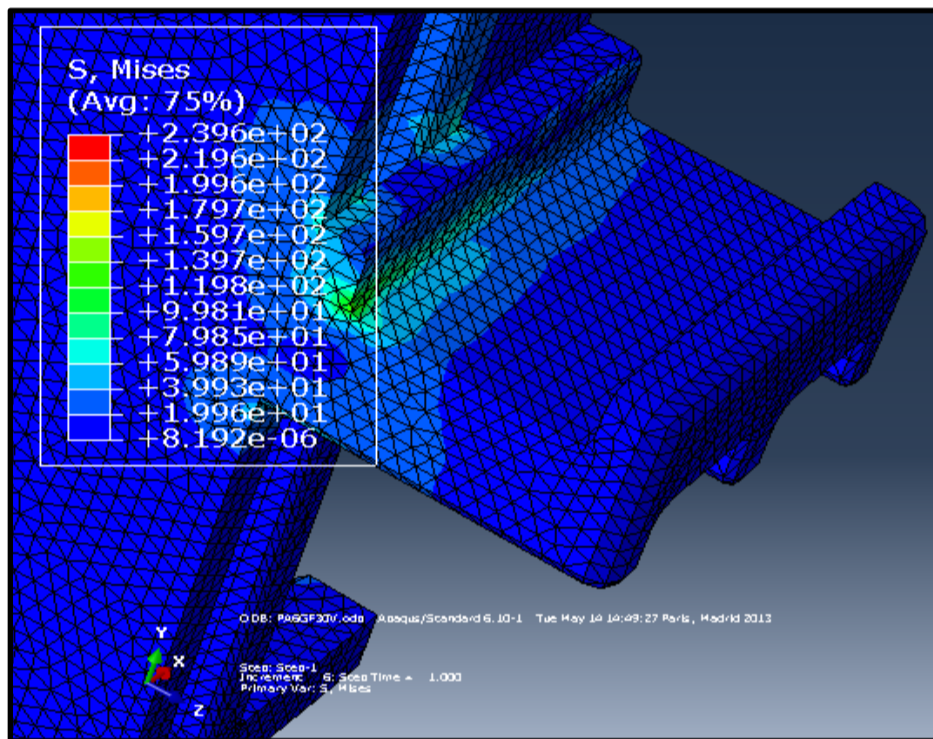 S, Mises
(Avg: 75%)
+2.396e+02
+2.196e+02
+1.996e+02
+1.797e+02
+1.597e+02
+1.397e+02
+1.198e+02
+9.981e+01
+7.985e+01
+5.989e+01
+3.993e+01
+1.996e+01
+8.192e-06
ODB: PA6GF30V.odb Abaqus/Standard 6.10-1 Tue May 14 14:49:27 Paris, Madrid 2013
Step: Step-1
Increment 6: Step Time = 1.000
Primary Var: S, Mises
Y
X
Z